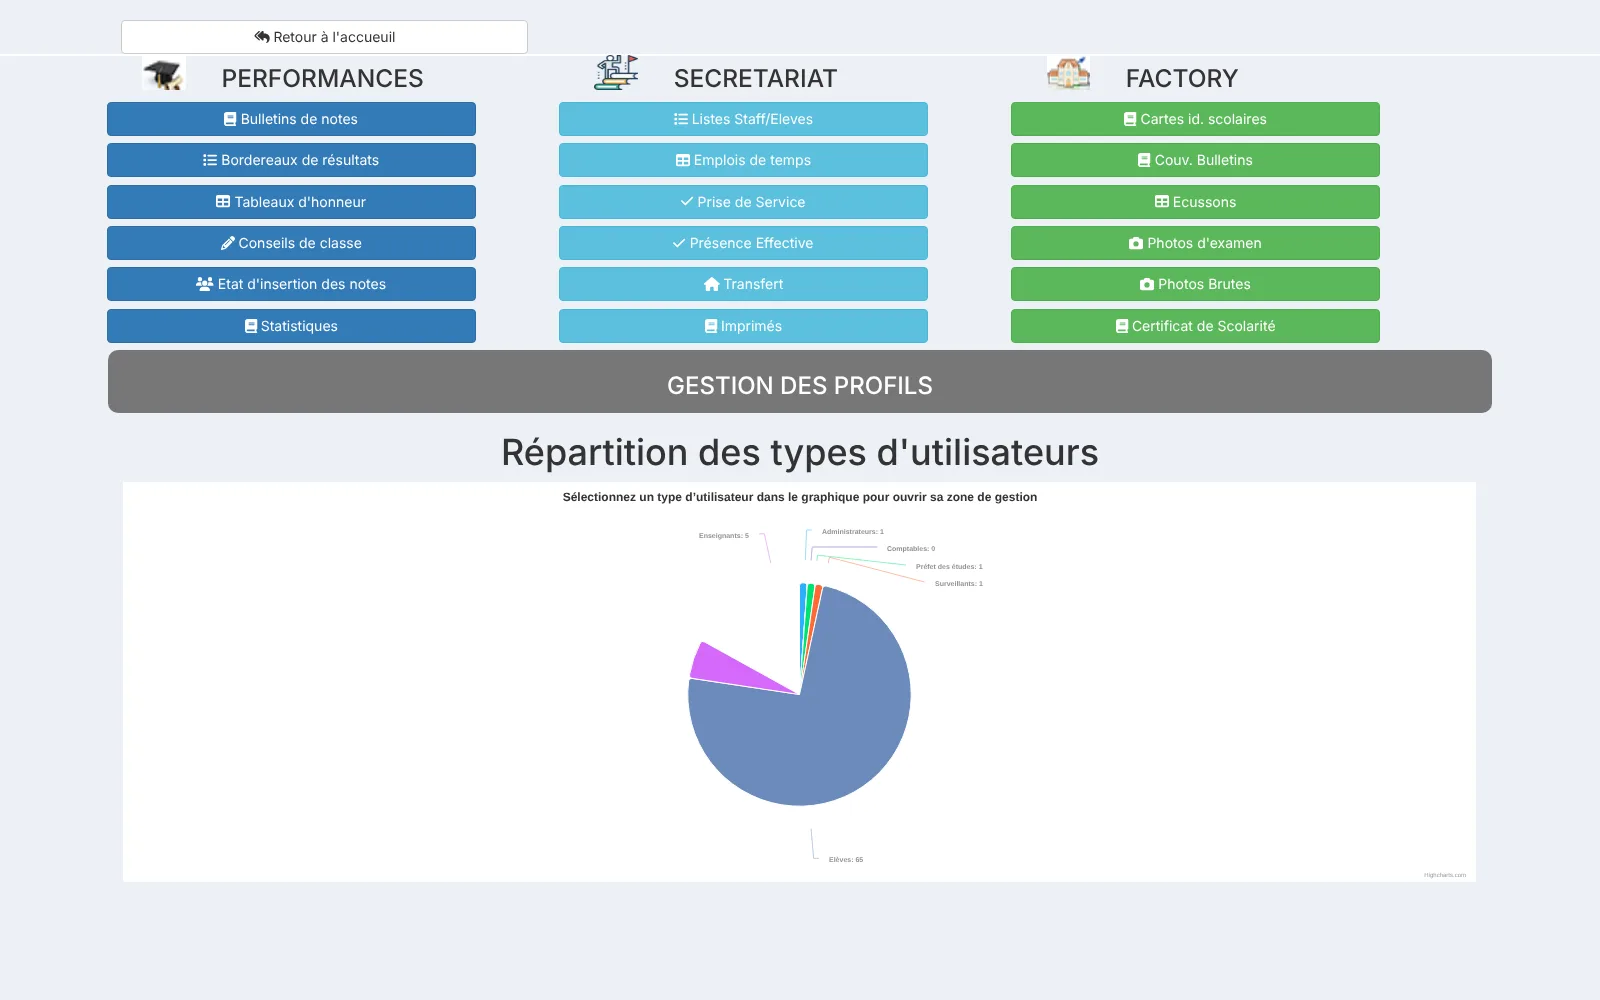 Retour à l'accueuil
PERFORMANCES
Bulletins de notes
Bordereaux de résultats
Tableaux d'honneur
Conseils de classe
Etat d'insertion des notes
Statistiques
SECRETARIAT
Listes Staff/Eleves
Emplois de temps
Prise de Service
Présence Effective
Transfert
Imprimés
FACTORY
Cartes id. scolaires
Couv. Bulletins
Ecussons
Photos d'examen
Photos Brutes
Certificat de Scolarité
GESTION DES PROFILS
Répartition des types d'utilisateurs
Sélectionnez un type d’utilisateur dans le graphique pour ouvrir sa zone de gestion
Enseignants: 5
Administrateurs: 1
Comptables: 0
Préfet des études: 1
Surveillants: 1
Elèves: 65
Highcharts.com